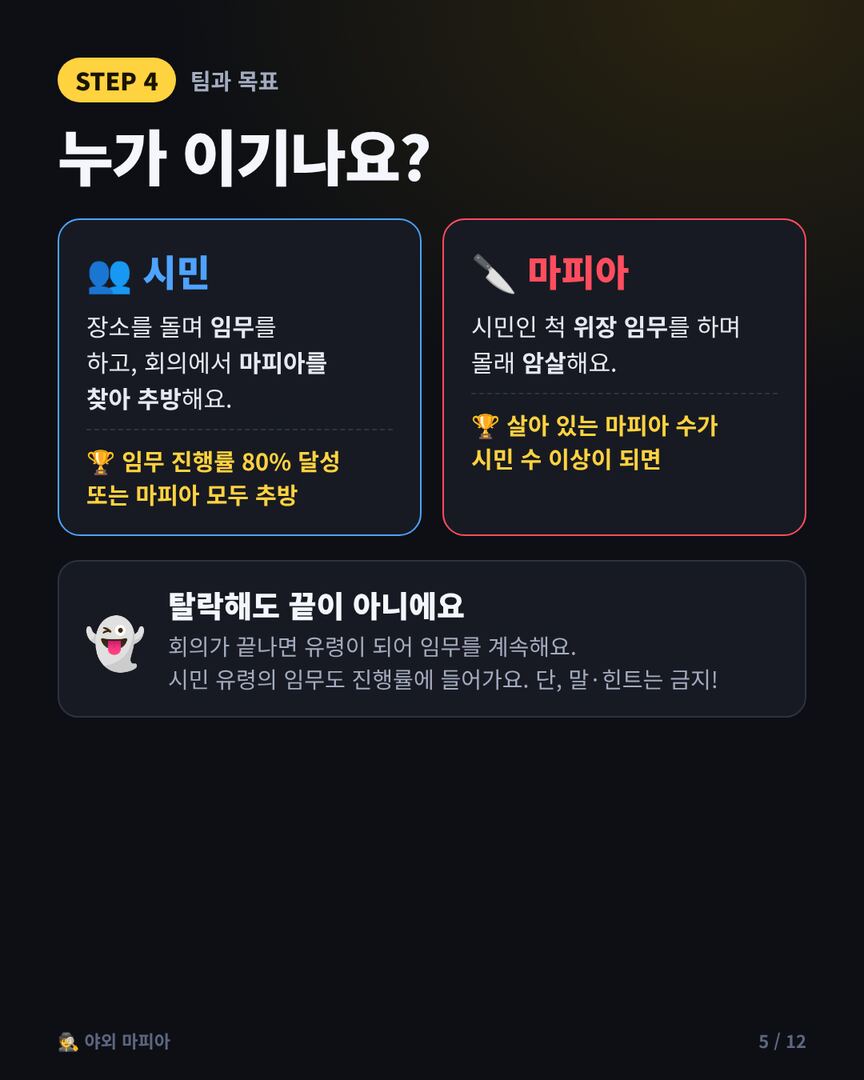 STEP 4 팀과 목표
누가 이기나요?
👥 시민
장소를 돌며 임무를
하고, 회의에서 마피아를
찾아 추방해요.
🏆 임무 진행률 80% 달성
또는 마피아 모두 추방
🔪 마피아
시민인 척 위장 임무를 하며
몰래 암살해요.
🏆 살아 있는 마피아 수가
시민 수 이상이 되면
👻
탈락해도 끝이 아니에요
회의가 끝나면 유령이 되어 임무를 계속해요.
시민 유령의 임무도 진행률에 들어가요. 단, 말·힌트는 금지!
🕵️ 야외 마피아
5 / 12